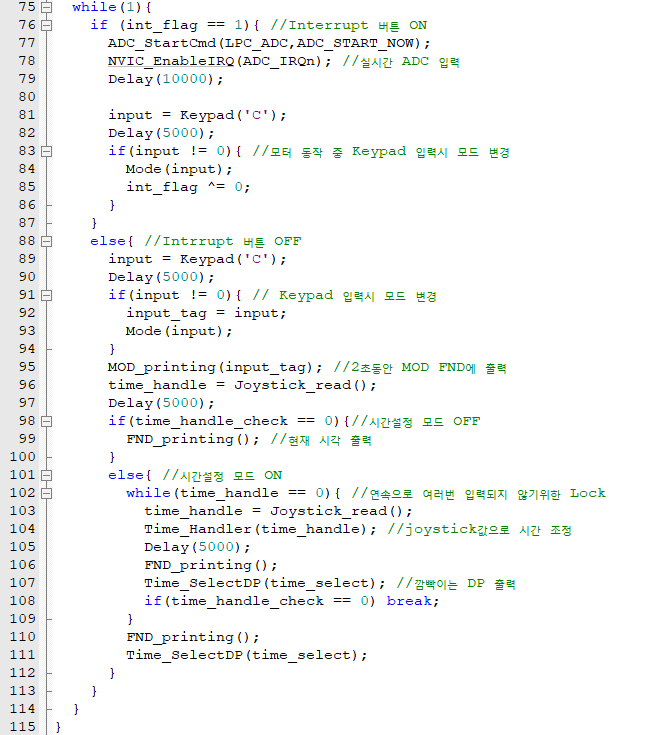 75 while(1){
76 if (int_flag == 1){ //Interrupt 버튼 ON
77 ADC_StartCmd(LPC_ADC,ADC_START_NOW);
78 NVIC_EnableIRQ(ADC_IRQn); //실시간 ADC 입력
79 Delay(10000);
80
81 input = Keypad('C');
82 Delay(5000);
83 if(input != 0){ //모터 동작 중 Keypad 입력시 모드 변경
84 Mode(input);
85 int_flag ^= 0;
86 }
87 }
88 else{ //Intrrupt 버튼 OFF
89 input = Keypad('C');
90 Delay(5000);
91 if(input != 0){ // Keypad 입력시 모드 변경
92 input_tag = input;
93 Mode(input);
94 }
95 MOD_printing(input_tag); //2초동안 MOD FND에 출력
96 time_handle = Joystick_read();
97 Delay(5000);
98 if(time_handle_check == 0){//시간설정 모드 OFF
99 FND_printing(); //현재 시각 출력
100 }
101 else{ //시간설정 모드 ON
102 while(time_handle == 0){ //연속으로 여러번 입력되지 않기위한 Lock
103 time_handle = Joystick_read();
104 Time_Handler(time_handle); //joystick값으로 시간 조정
105 Delay(5000);
106 FND_printing();
107 Time_SelectDP(time_select); //깜빡이는 DP 출력
108 if(time_handle_check == 0) break;
109 }
110 FND_printing();
111 Time_SelectDP(time_select);
112 }
113 }
114 }
115 }